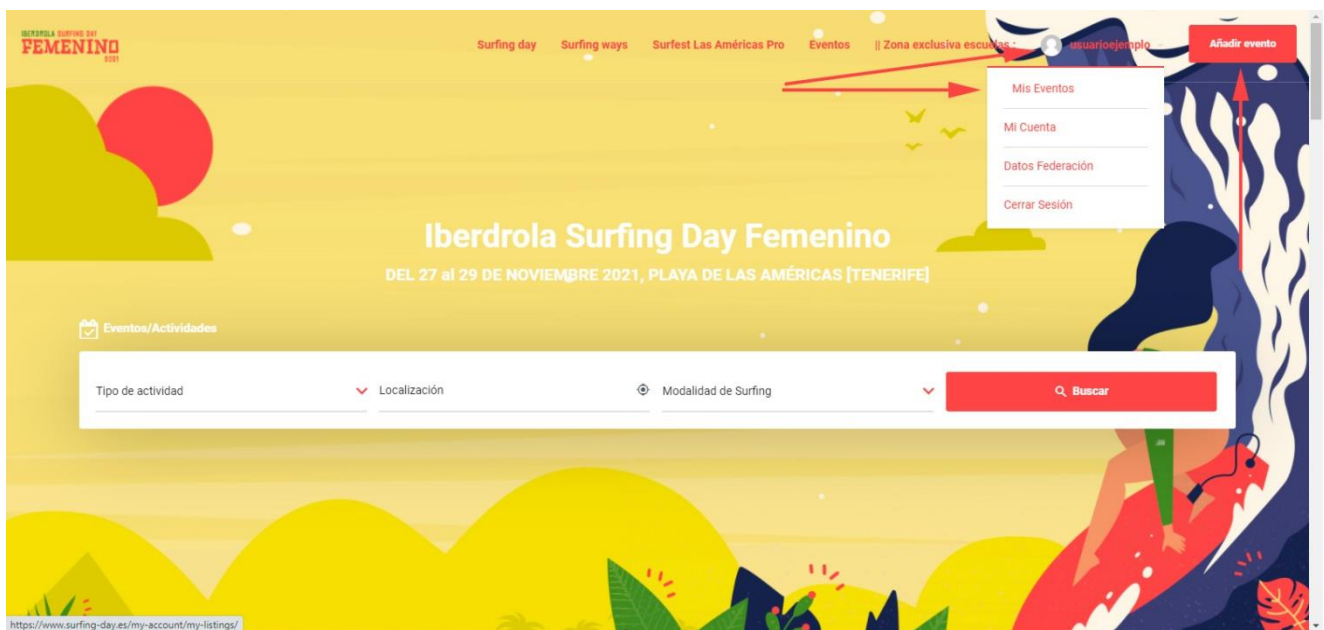 IBERDROLA SURFING DAY
FEMENINO
2021
Surfing day Surfing ways Surfest Las Américas Pro Eventos || Zona exclusiva escuelas : usuarioejemplo Añadir evento
Mis Eventos
Mi Cuenta
Datos Federación
Cerrar Sesión
Iberdrola Surfing Day Femenino
DEL 27 al 29 DE NOVIEMBRE 2021, PLAYA DE LAS AMÉRICAS [TENERIFE]
Eventos/Actividades
Tipo de actividad Localización Modalidad de Surfing Buscar
https://www.surfing-day.es/my-account/my-listings/